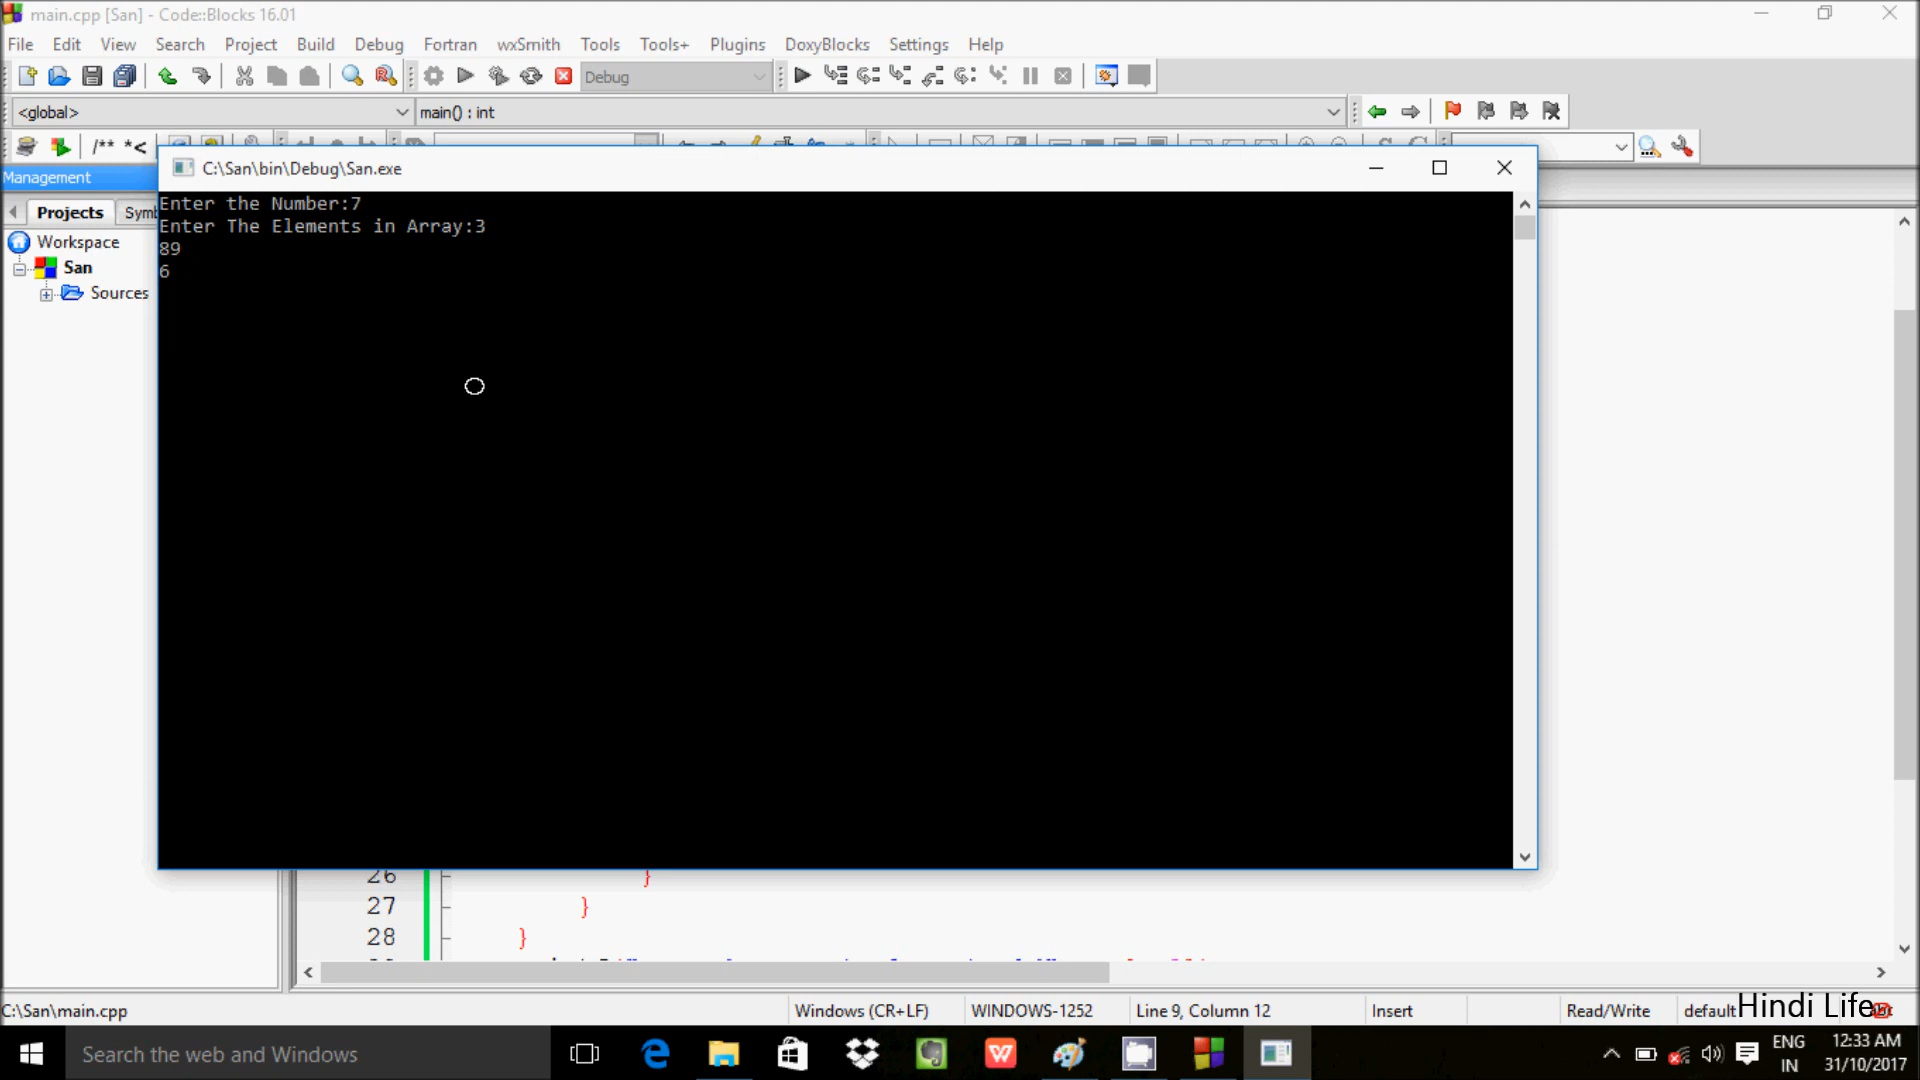 main.cpp [San] - Code::Blocks 16.01
File Edit View Search Project Build Debug Fortran wxSmith Tools Tools+ Plugins DoxyBlocks Settings Help
Debug
<global> main() : int
/** *<
C:\San\bin\Debug\San.exe
Management
Projects Symb
Enter the Number:7
Enter The Elements in Array:3
89
6
Workspace
San
Sources
26 }
27 }
28 }
C:\San\main.cpp Windows (CR+LF) WINDOWS-1252 Line 9, Column 12 Insert Read/Write default
Hindi Life
Search the web and Windows
ENG
IN
12:33 AM
31/10/2017